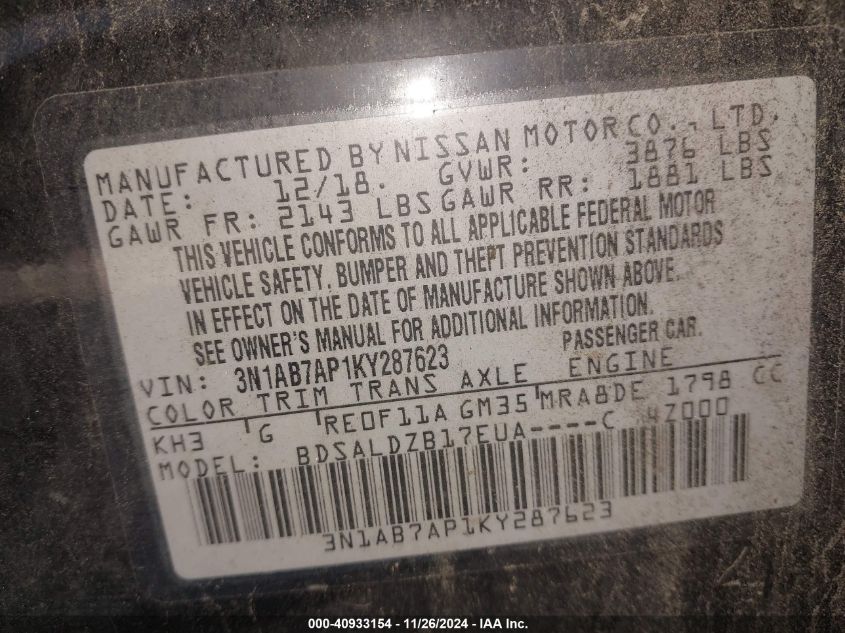 MANUFACTURED BY NISSAN MOTOR CO., LTD.
DATE: 12/18. GVWR: 3876 LBS
GAWR FR: 2143 LBS GAWR RR: 1881 LBS
THIS VEHICLE CONFORMS TO ALL APPLICABLE FEDERAL MOTOR
VEHICLE SAFETY, BUMPER AND THEFT PREVENTION STANDARDS
IN EFFECT ON THE DATE OF MANUFACTURE SHOWN ABOVE.
SEE OWNER'S MANUAL FOR ADDITIONAL INFORMATION.
VIN: 3N1AB7AP1KY287623 PASSENGER CAR.
COLOR TRIM TRANS AXLE ENGINE
KH3 G RE0F11A GM35 MRA8DE 1798 CC
MODEL: BDSALDZB17EUA----C 4Z000
3N1AB7AP1KY287623
000-40933154 - 11/26/2024 - IAA Inc.